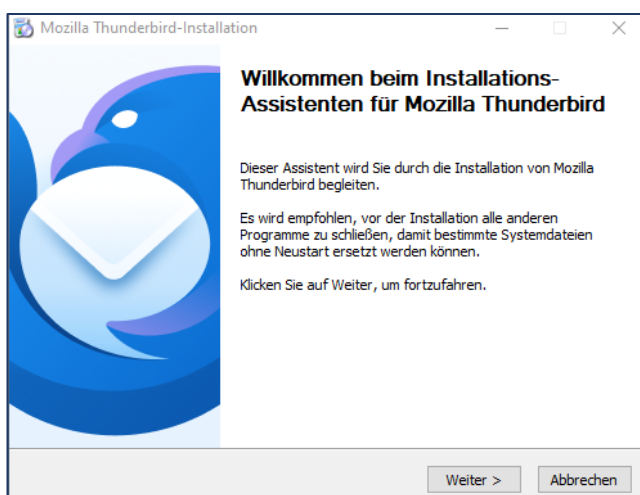 Mozilla Thunderbird-Installation
Willkommen beim Installations-
Assistenten für Mozilla Thunderbird
Dieser Assistent wird Sie durch die Installation von Mozilla
Thunderbird begleiten.
Es wird empfohlen, vor der Installation alle anderen
Programme zu schließen, damit bestimmte Systemdateien
ohne Neustart ersetzt werden können.
Klicken Sie auf Weiter, um fortzufahren.
Weiter > Abbrechen